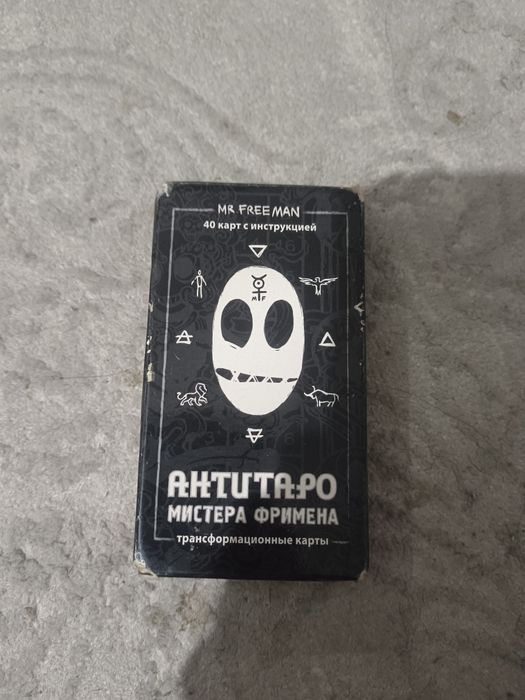 MR FREEMAN
40 карт с инструкцией
M F
АНТИТАРО
МИСТЕРА ФРИМЕНА
трансформационные карты